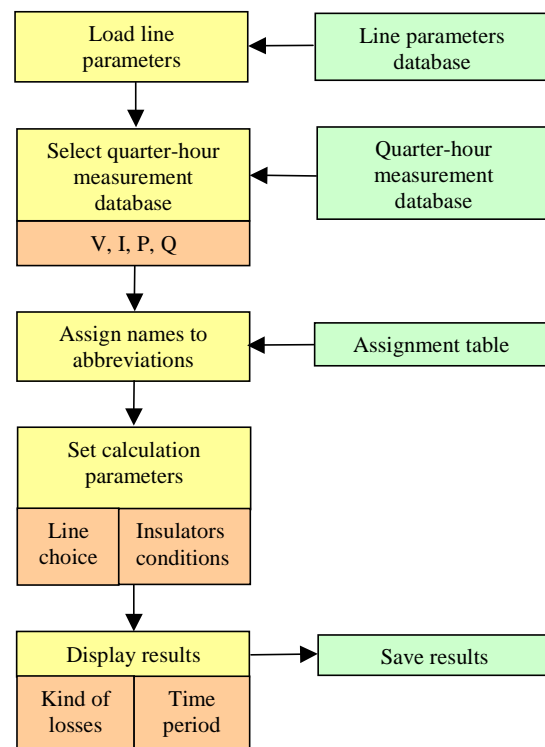 Load line
parameters
Line parameters
database
Select quarter-hour
measurement
database
V, I, P, Q
Quarter-hour
measurement
database
Assign names to
abbreviations
Assignment table
Set calculation
parameters
Line
choice
Insulators
conditions
Display results
Save results
Kind of
losses
Time
period